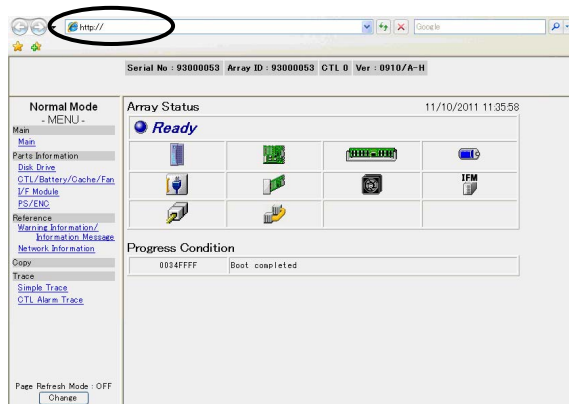 http://
Google
Serial No : 93000053 Array ID : 93000053 CTL 0 Ver : 0910/A-H
Normal Mode
- MENU -
Main
Main
Parts Information
Disk Drive
CTL/Battery/Cache/Fan
I/F Module
PS/ENC
Reference
Warning Information/
Information Message
Network Information
Copy
Trace
Simple Trace
CTL Alarm Trace
Page Refresh Mode : OFF
Change
Array Status
11/10/2011 11:35:58
Ready
IFM
Progress Condition
0034FFFF Boot completed